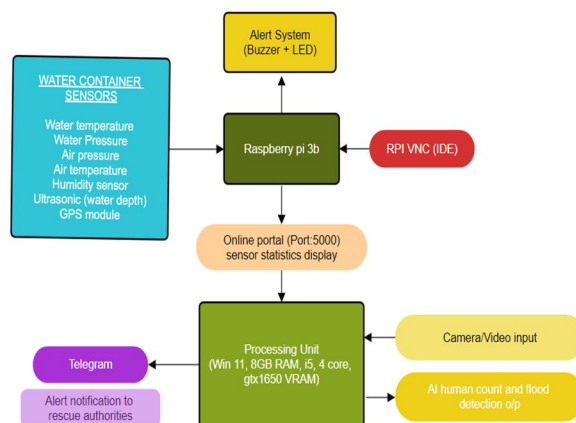 Alert System
(Buzzer + LED)
WATER CONTAINER
SENSORS
Water temperature
Water Pressure
Air pressure
Air temperature
Humidity sensor
Ultrasonic (water depth)
GPS module
Raspberry pi 3b
RPI VNC (IDE)
Online portal (Port:5000)
sensor statistics display
Processing Unit
(Win 11, 8GB RAM, i5, 4 core,
gtx1650 VRAM)
Camera/Video input
Telegram
Alert notification to
rescue authorities
AI human count and flood
detection o/p